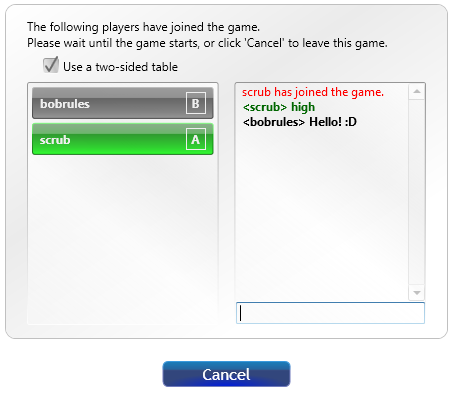 The following players have joined the game.
Please wait until the game starts, or click 'Cancel' to leave this game.
Use a two-sided table
bobrules B
scrub A
scrub has joined the game.
<scrub> high
<bobrules> Hello! :D
Cancel